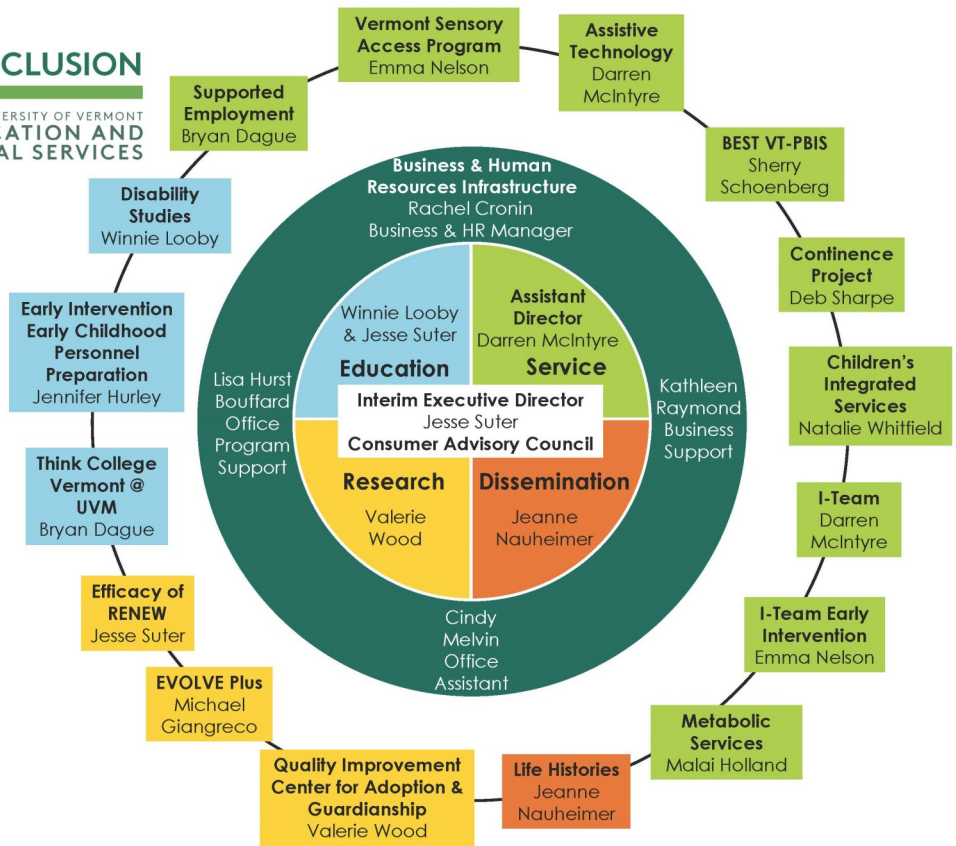 CLUSION
ERSITY OF VERMONT
CATION AND
AL SERVICES
Vermont Sensory
Access Program
Emma Nelson
Assistive
Technology
Darren
McIntyre
BEST VT-PBIS
Sherry
Schoenberg
Continence
Project
Deb Sharpe
Children's
Integrated
Services
Natalie Whitfield
I-Team
Darren
McIntyre
I-Team Early
Intervention
Emma Nelson
Metabolic
Services
Malai Holland
Life Histories
Jeanne
Nauheimer
Quality Improvement
Center for Adoption &
Guardianship
Valerie Wood
EVOLVE Plus
Michael
Giangreco
Efficacy of
RENEW
Jesse Suter
Think College
Vermont @
UVM
Bryan Dague
Early Intervention
Early Childhood
Personnel
Preparation
Jennifer Hurley
Disability
Studies
Winnie Looby
Supported
Employment
Bryan Dague
Business & Human
Resources Infrastructure
Rachel Cronin
Business & HR Manager
Lisa Hurst
Bouffard
Office
Program
Support
Kathleen
Raymond
Business
Support
Cindy
Melvin
Office
Assistant
Winnie Looby
& Jesse Suter
Education
Assistant
Director
Darren McIntyre
Service
Interim Executive Director
Jesse Suter
Consumer Advisory Council
Research
Valerie
Wood
Dissemination
Jeanne
Nauheimer